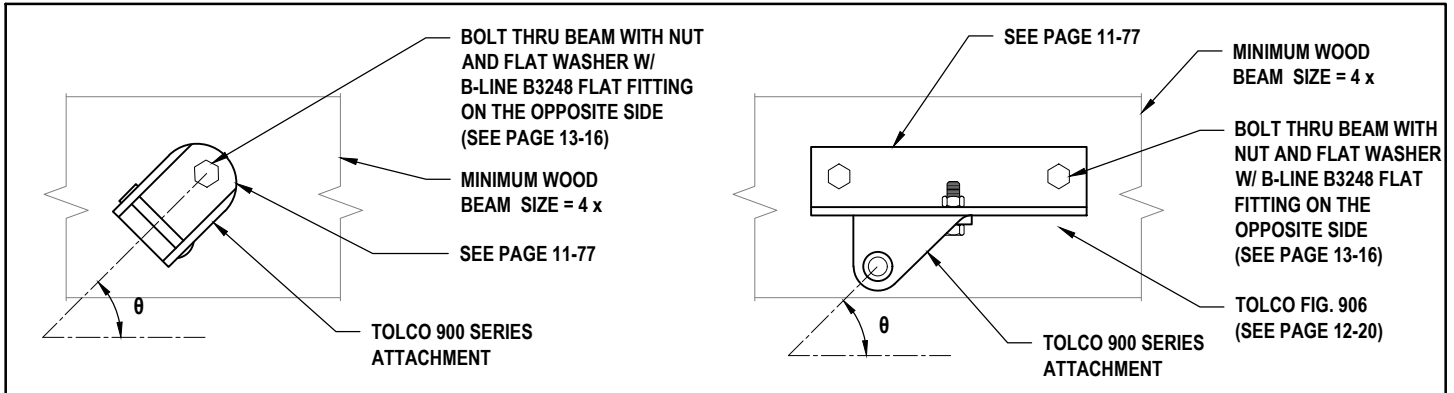 BOLT THRU BEAM WITH NUT
AND FLAT WASHER W/
B-LINE B3248 FLAT FITTING
ON THE OPPOSITE SIDE
(SEE PAGE 13-16)
MINIMUM WOOD
BEAM SIZE = 4 x
SEE PAGE 11-77
TOLCO 900 SERIES
ATTACHMENT
θ
SEE PAGE 11-77
MINIMUM WOOD
BEAM SIZE = 4 x
BOLT THRU BEAM WITH
NUT AND FLAT WASHER
W/ B-LINE B3248 FLAT
FITTING ON THE
OPPOSITE SIDE
(SEE PAGE 13-16)
TOLCO FIG. 906
(SEE PAGE 12-20)
TOLCO 900 SERIES
ATTACHMENT
θ